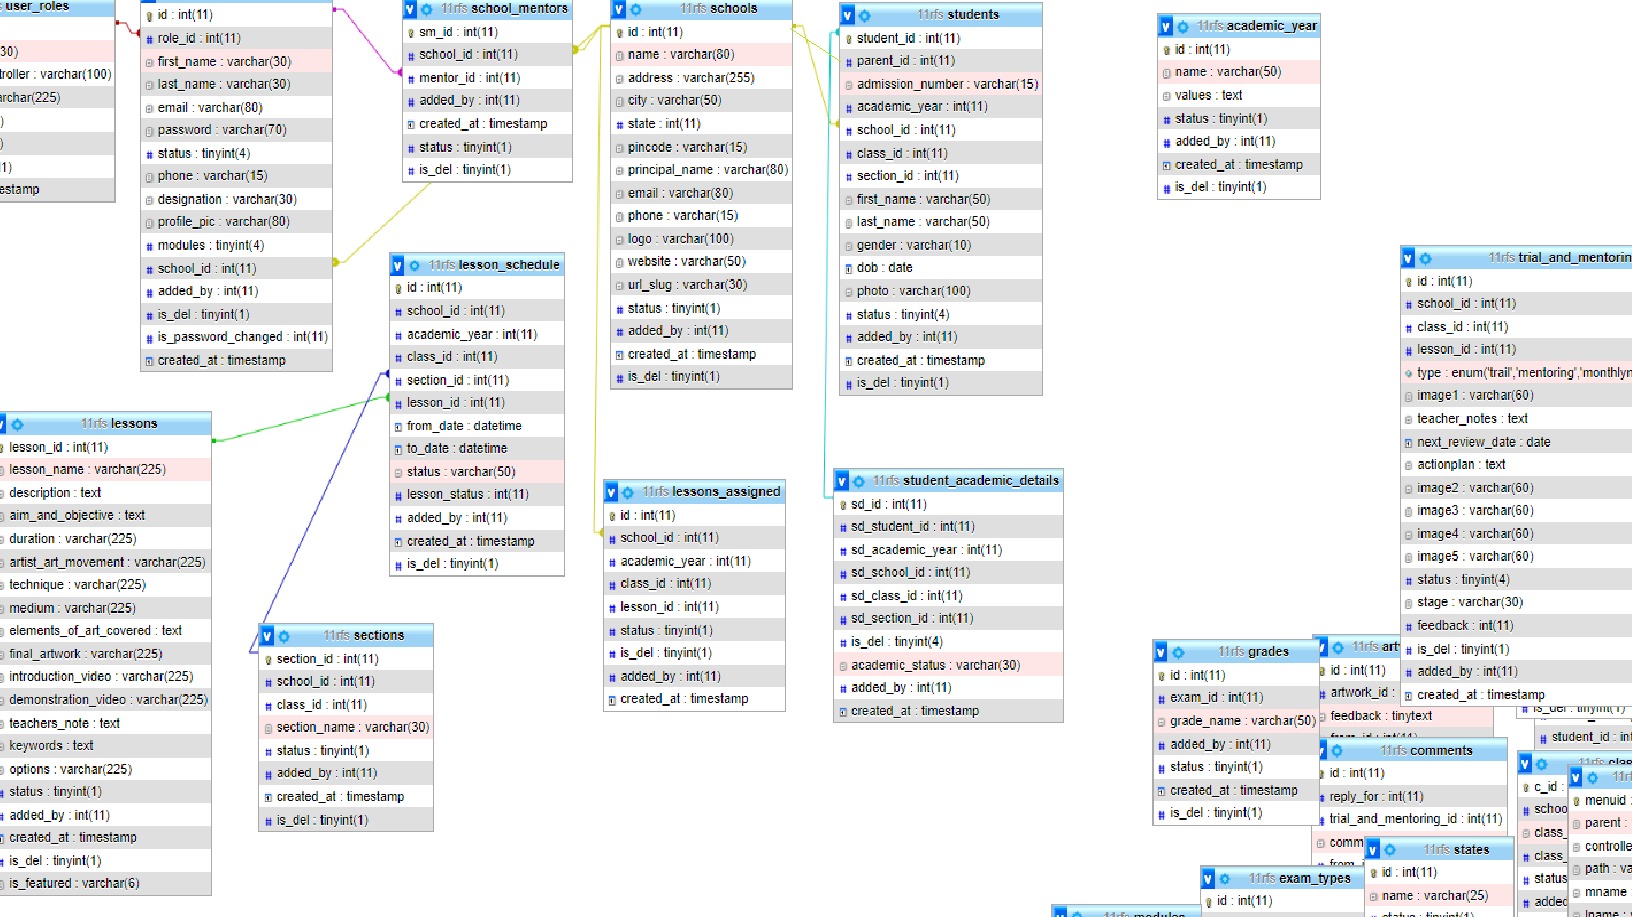 user_roles
30)
troller : varchar(100)
archar(225)
)
)
11)
estamp
id : int(11)
role_id : int(11)
first_name : varchar(30)
last_name : varchar(30)
email : varchar(80)
password : varchar(70)
status : tinyint(4)
phone : varchar(15)
designation : varchar(30)
profile_pic : varchar(80)
modules : tinyint(4)
school_id : int(11)
added_by : int(11)
is_del : tinyint(1)
is_password_changed : int(11)
created_at : timestamp
11rfs school_mentors
sm_id : int(11)
school_id : int(11)
mentor_id : int(11)
added_by : int(11)
created_at : timestamp
status : tinyint(1)
is_del : tinyint(1)
11rfs schools
id : int(11)
name : varchar(80)
address : varchar(255)
city : varchar(50)
state : int(11)
pincode : varchar(15)
principal_name : varchar(80)
email : varchar(80)
phone : varchar(15)
logo : varchar(100)
website : varchar(50)
url_slug : varchar(30)
status : tinyint(1)
added_by : int(11)
created_at : timestamp
is_del : tinyint(1)
11rfs students
student_id : int(11)
parent_id : int(11)
admission_number : varchar(15)
academic_year : int(11)
school_id : int(11)
class_id : int(11)
section_id : int(11)
first_name : varchar(50)
last_name : varchar(50)
gender : varchar(10)
dob : date
photo : varchar(100)
status : tinyint(4)
added_by : int(11)
created_at : timestamp
is_del : tinyint(1)
11rfs academic_year
id : int(11)
name : varchar(50)
values : text
status : tinyint(1)
added_by : int(11)
created_at : timestamp
is_del : tinyint(1)
11rfs lesson_schedule
id : int(11)
school_id : int(11)
academic_year : int(11)
class_id : int(11)
section_id : int(11)
lesson_id : int(11)
from_date : datetime
to_date : datetime
status : varchar(50)
lesson_status : int(11)
added_by : int(11)
created_at : timestamp
is_del : tinyint(1)
11rfs trial_and_mentorin
id : int(11)
school_id : int(11)
class_id : int(11)
lesson_id : int(11)
type : enum('trail','mentoring','monthlyn
image1 : varchar(60)
teacher_notes : text
next_review_date : date
actionplan : text
image2 : varchar(60)
image3 : varchar(60)
image4 : varchar(60)
image5 : varchar(60)
status : tinyint(4)
stage : varchar(30)
feedback : int(11)
is_del : tinyint(1)
added_by : int(11)
created_at : timestamp
11rfs lessons
lesson_id : int(11)
lesson_name : varchar(225)
description : text
aim_and_objective : text
duration : varchar(225)
artist_art_movement : varchar(225)
technique : varchar(225)
medium : varchar(225)
elements_of_art_covered : text
final_artwork : varchar(225)
introduction_video : varchar(225)
demonstration_video : varchar(225)
teachers_note : text
keywords : text
options : varchar(225)
status : tinyint(1)
added_by : int(11)
created_at : timestamp
is_del : tinyint(1)
is_featured : varchar(6)
11rfs lessons_assigned
id : int(11)
school_id : int(11)
academic_year : int(11)
class_id : int(11)
lesson_id : int(11)
status : tinyint(1)
is_del : tinyint(1)
added_by : int(11)
created_at : timestamp
11rfs student_academic_details
sd_id : int(11)
sd_student_id : int(11)
sd_academic_year : int(11)
sd_school_id : int(11)
sd_class_id : int(11)
sd_section_id : int(11)
is_del : tinyint(4)
academic_status : varchar(30)
added_by : int(11)
created_at : timestamp
11rfs sections
section_id : int(11)
school_id : int(11)
class_id : int(11)
section_name : varchar(30)
status : tinyint(1)
added_by : int(11)
created_at : timestamp
is_del : tinyint(1)
11rfs grades
id : int(11)
exam_id : int(11)
grade_name : varchar(50)
added_by : int(11)
status : tinyint(1)
created_at : timestamp
is_del : tinyint(1)
11rfs art
id : int(11)
artwork_id :
feedback : tinytext
from_id : int(11)
is_del : tinyint(1)
student_id : int
11rfs comments
id : int(11)
reply_for : int(11)
trial_and_mentoring_id : int(11)
comm
from_i
11rfs clas
c_id :
schoo
class_
class_
status
added
menuid :
parent :
controlle
path : va
mname :
lname : v
11rfs states
id : int(11)
name : varchar(25)
status : tinyint(1)
11rfs exam_types
id : int(11)
11rfs modules